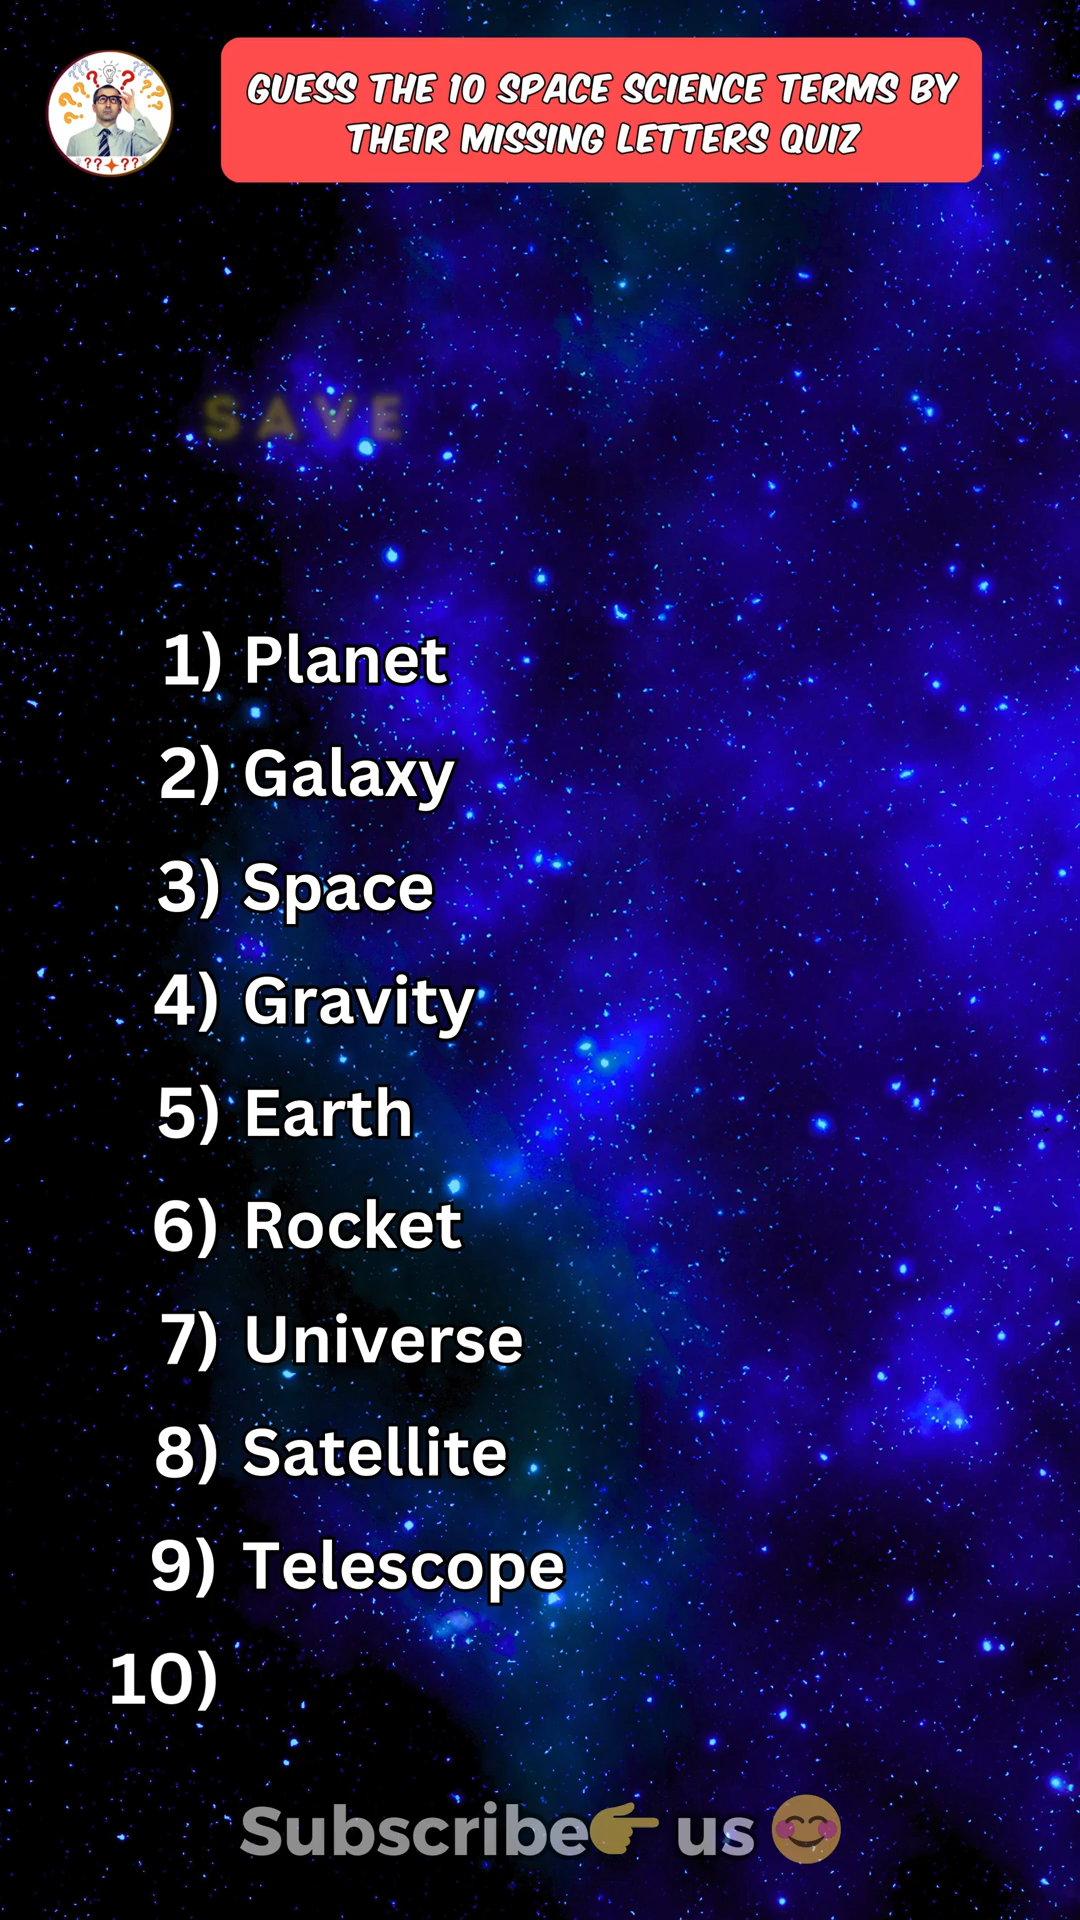 GUESS THE 10 SPACE SCIENCE TERMS BY
THEIR MISSING LETTERS QUIZ
SAVE
1) Planet
2) Galaxy
3) Space
4) Gravity
5) Earth
6) Rocket
7) Universe
8) Satellite
9) Telescope
10)
Subscribe👉 us 😊